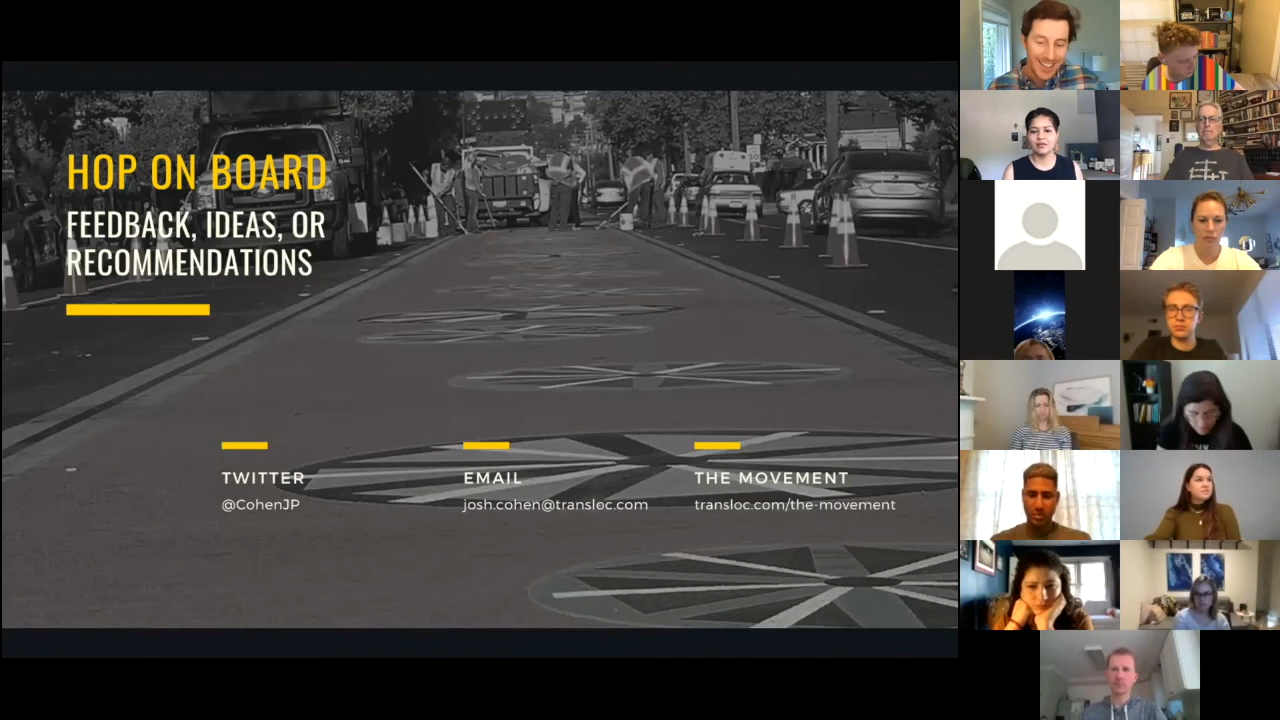 HOP ON BOARD
FEEDBACK, IDEAS, OR
RECOMMENDATIONS
TWITTER
@CohenJP
EMAIL
josh.cohen@transloc.com
THE MOVEMENT
transloc.com/the-movement